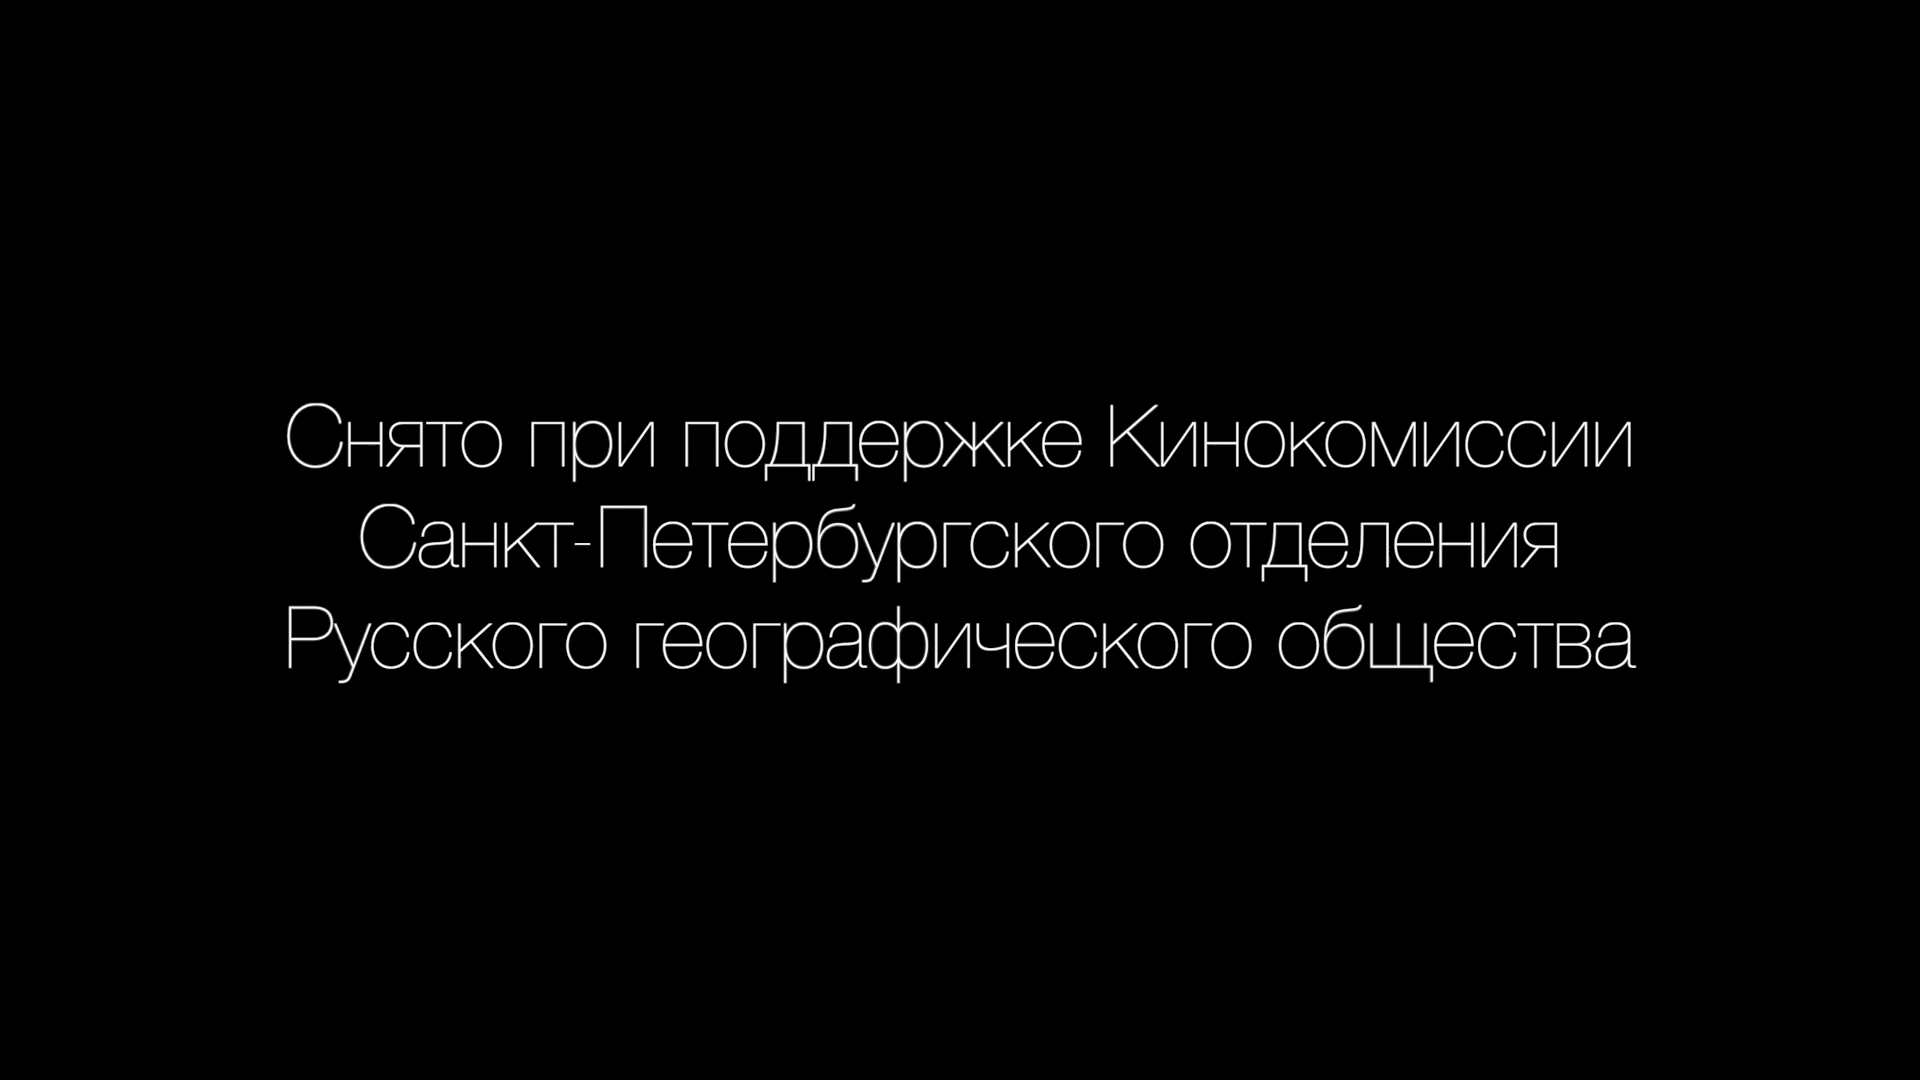 Снято при поддержке Кинокомиссии
Санкт-Петербургского отделения
Русского географического общества